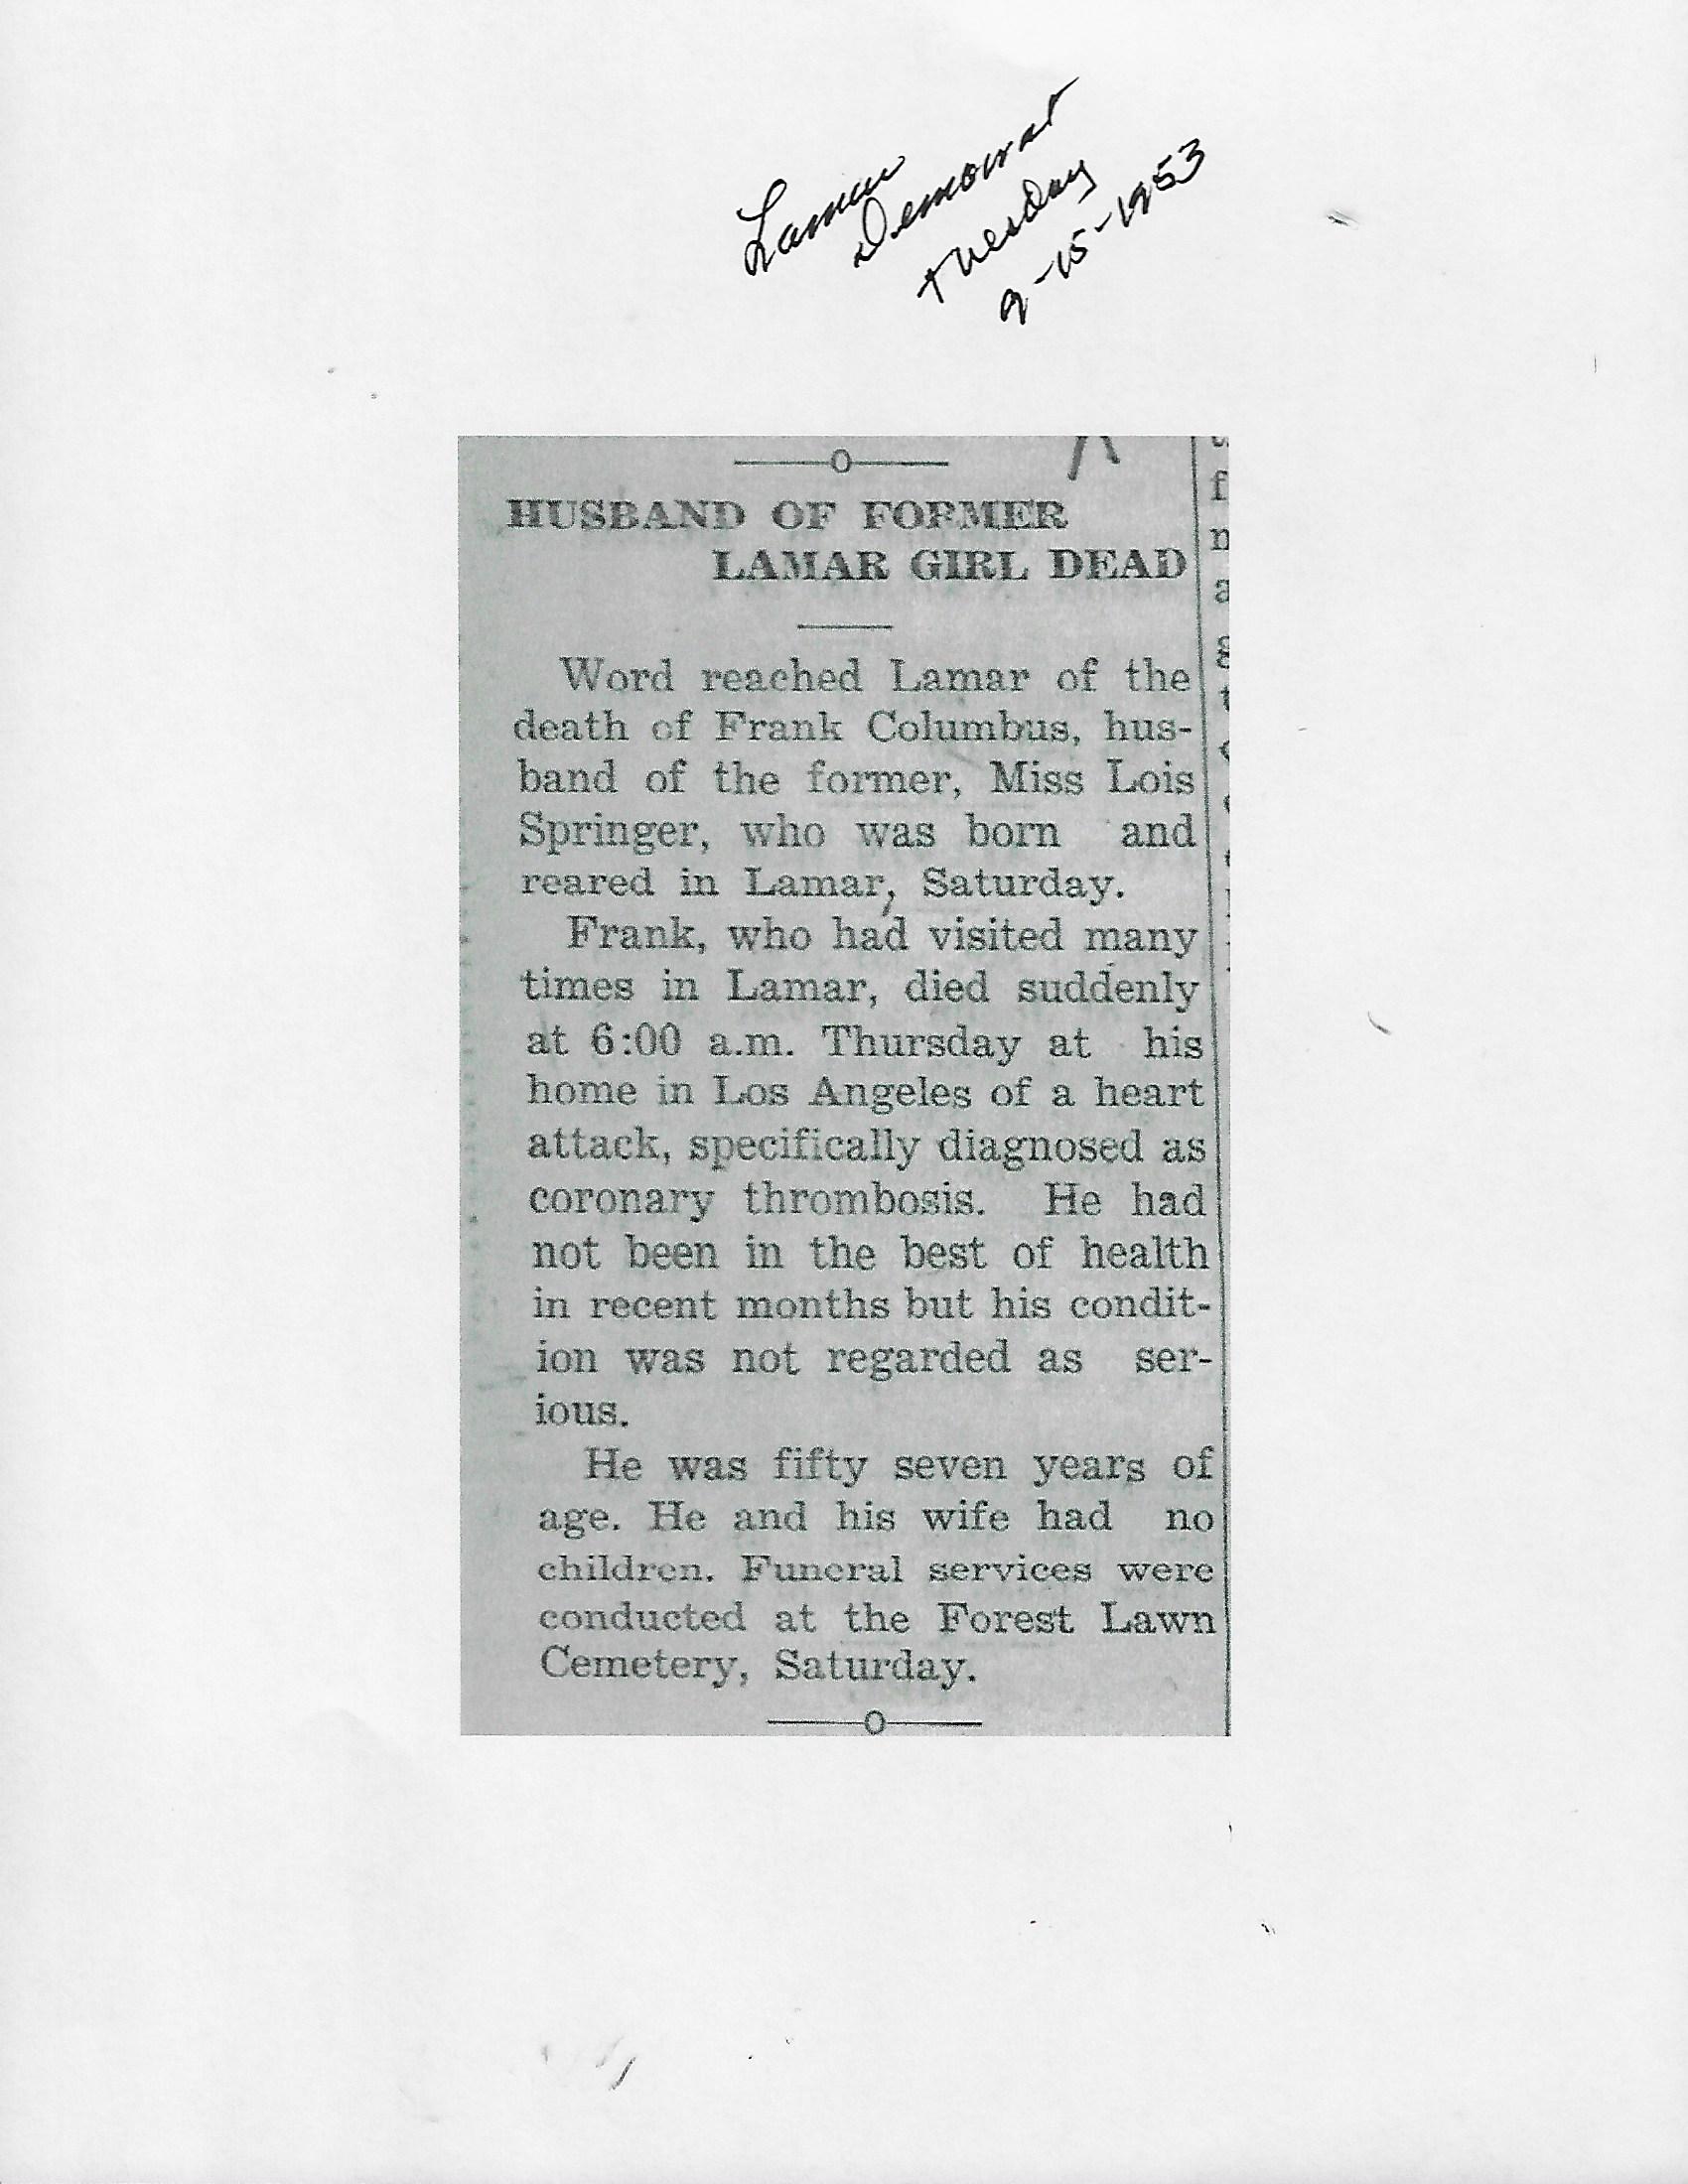 Lamar
Democrat
Tuesday
9-15-1953
HUSBAND OF FORMER
LAMAR GIRL DEAD
Word reached Lamar of the
death of Frank Columbus, hus-
band of the former, Miss Lois
Springer, who was born and
reared in Lamar, Saturday.
Frank, who had visited many
times in Lamar, died suddenly
at 6:00 a.m. Thursday at his
home in Los Angeles of a heart
attack, specifically diagnosed as
coronary thrombosis. He had
not been in the best of health
in recent months but his condit-
ion was not regarded as ser-
ious.
He was fifty seven years of
age. He and his wife had no
children. Funeral services were
conducted at the Forest Lawn
Cemetery, Saturday.